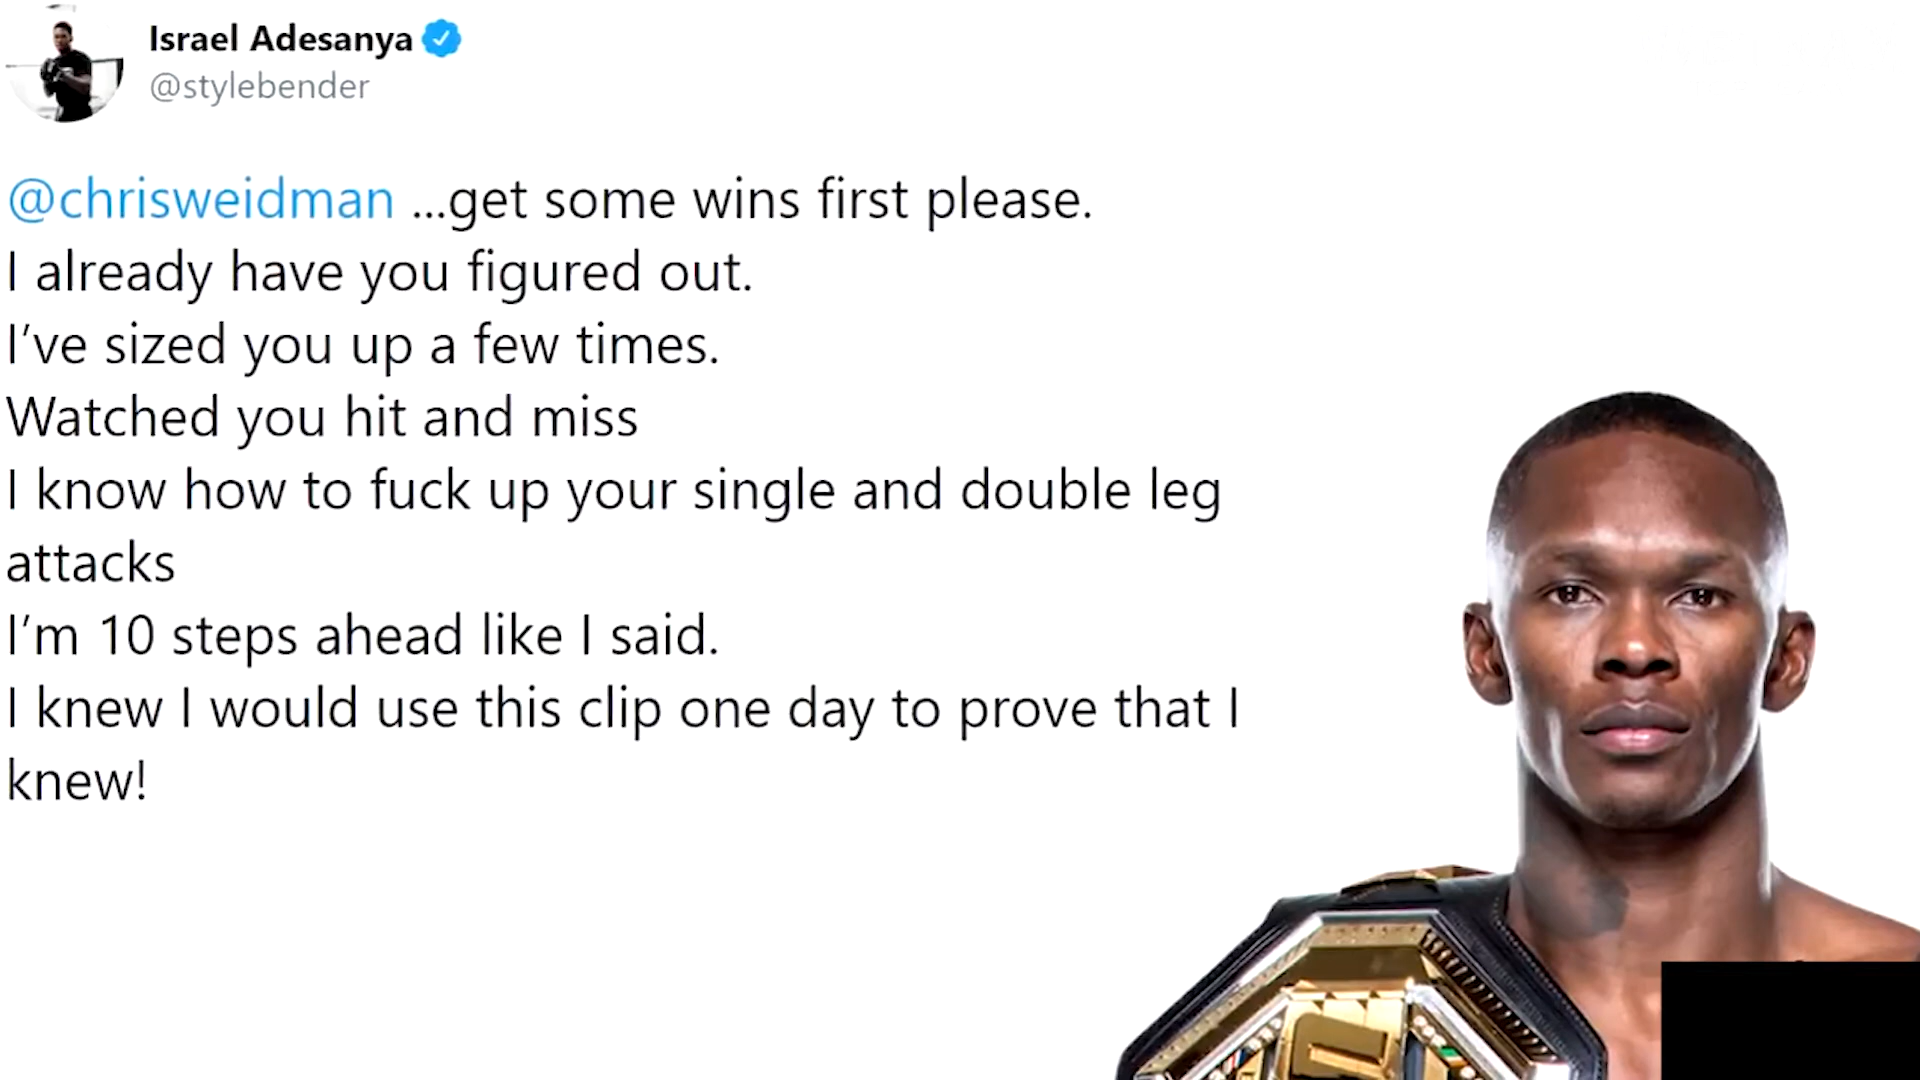 Israel Adesanya
@stylebender
@chrisweidman ...get some wins first please.
I already have you figured out.
I’ve sized you up a few times.
Watched you hit and miss
I know how to fuck up your single and double leg
attacks
I’m 10 steps ahead like I said.
I knew I would use this clip one day to prove that I
knew!